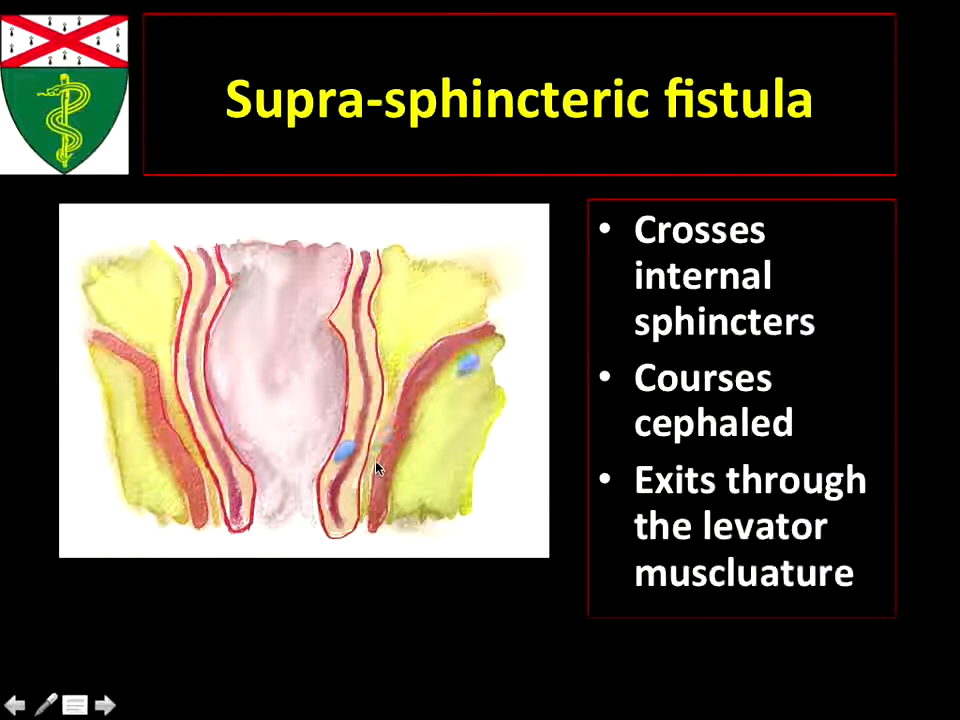 Supra-sphincteric fistula
• Crosses
internal
sphincters
• Courses
cephaled
• Exits through
the levator
muscluature